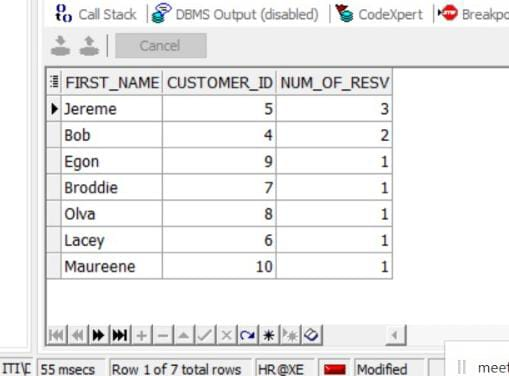 Call Stack DBMS Output (disabled) CodeXpert Breakpo
Cancel
FIRST_NAME CUSTOMER_ID NUM_OF_RESV
Jereme 5 3
Bob 4 2
Egon 9 1
Broddie 7 1
Olva 8 1
Lacey 6 1
Maureene 10 1
ITI\ 55 msecs Row 1 of 7 total rows HR@XE Modified meet